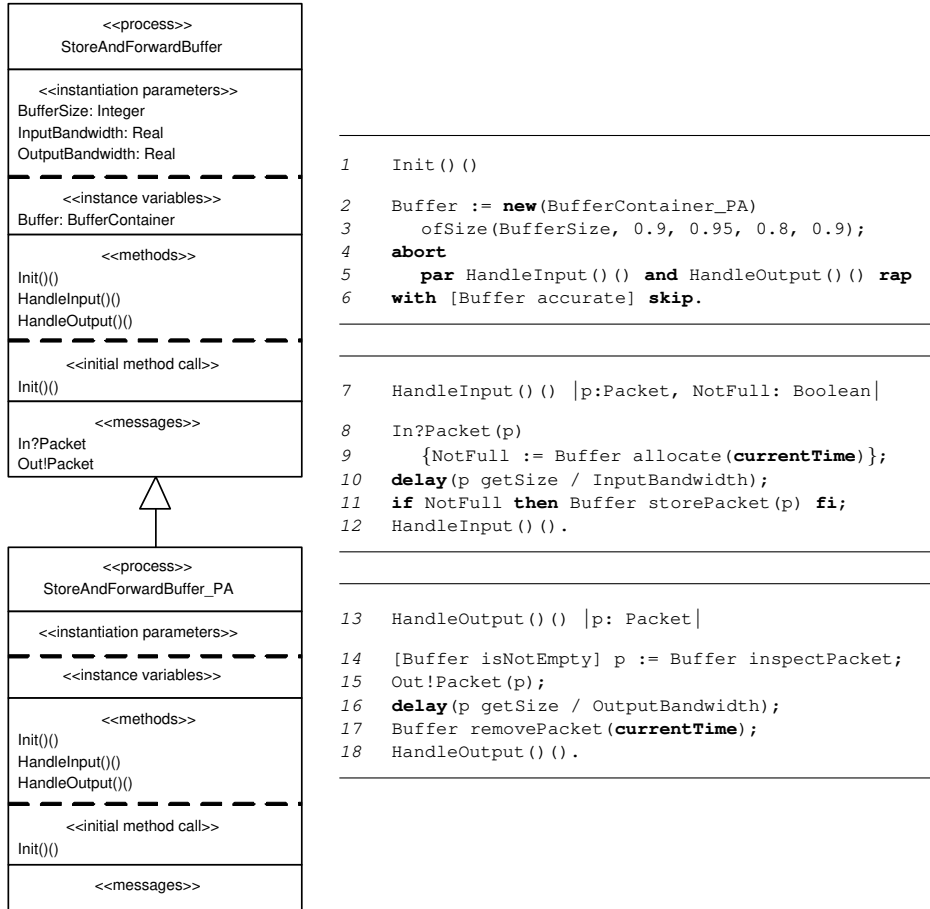 <<process>>
StoreAndForwardBuffer
<<instantiation parameters>>
BufferSize: Integer
InputBandwidth: Real
OutputBandwidth: Real
<<instance variables>>
Buffer: BufferContainer
<<methods>>
Init()()
HandleInput()()
HandleOutput()()
<<initial method call>>
Init()()
<<messages>>
In?Packet
Out!Packet
<<process>>
StoreAndForwardBuffer_PA
<<instantiation parameters>>
<<instance variables>>
<<methods>>
Init()()
HandleInput()()
HandleOutput()()
<<initial method call>>
Init()()
<<messages>>
1 Init()()
2 Buffer := new(BufferContainer_PA)
3 ofSize(BufferSize, 0.9, 0.95, 0.8, 0.9);
4 abort
5 par HandleInput()() and HandleOutput()() rap
6 with [Buffer accurate] skip.
7 HandleInput()() |p:Packet, NotFull: Boolean|
8 In?Packet(p)
9 {NotFull := Buffer allocate(currentTime)};
10 delay(p getSize / InputBandwidth);
11 if NotFull then Buffer storePacket(p) fi;
12 HandleInput()().
13 HandleOutput()() |p: Packet|
14 [Buffer isNotEmpty] p := Buffer inspectPacket;
15 Out!Packet(p);
16 delay(p getSize / OutputBandwidth);
17 Buffer removePacket(currentTime);
18 HandleOutput()().